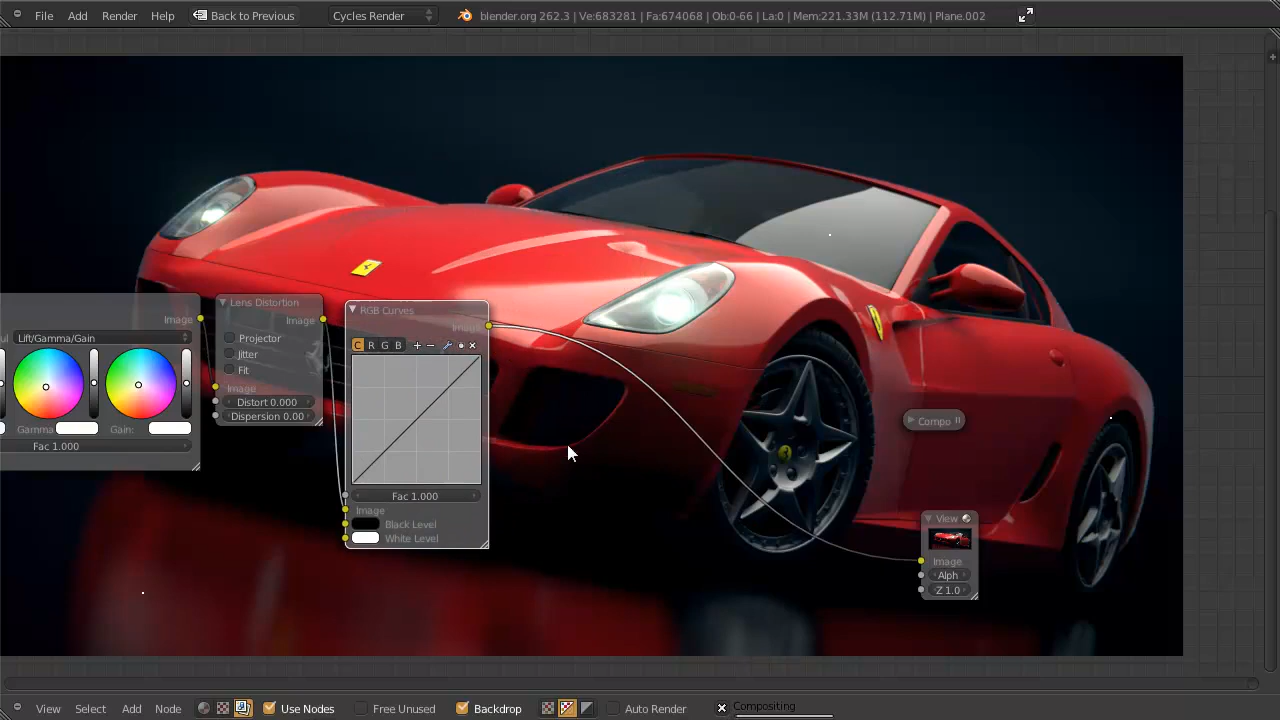 File Add Render Help Back to Previous Cycles Render blender.org 262.3 | Ve:683281 | Fa:674068 | Ob:0-66 | La:0 | Mem:221.33M (112.71M) | Plane.002
Image
Lift/Gamma/Gain
Gamma Gain:
Fac 1.000
Lens Distortion
Image
Projector
Jitter
Fit
Image
Distort 0.000
Dispersion 0.00
RGB Curves
Image
C R G B
Fac 1.000
Image
Black Level
White Level
Compo
View
Image
Alph
Z 1.0
View Select Add Node Use Nodes Free Unused Backdrop Auto Render Compositing